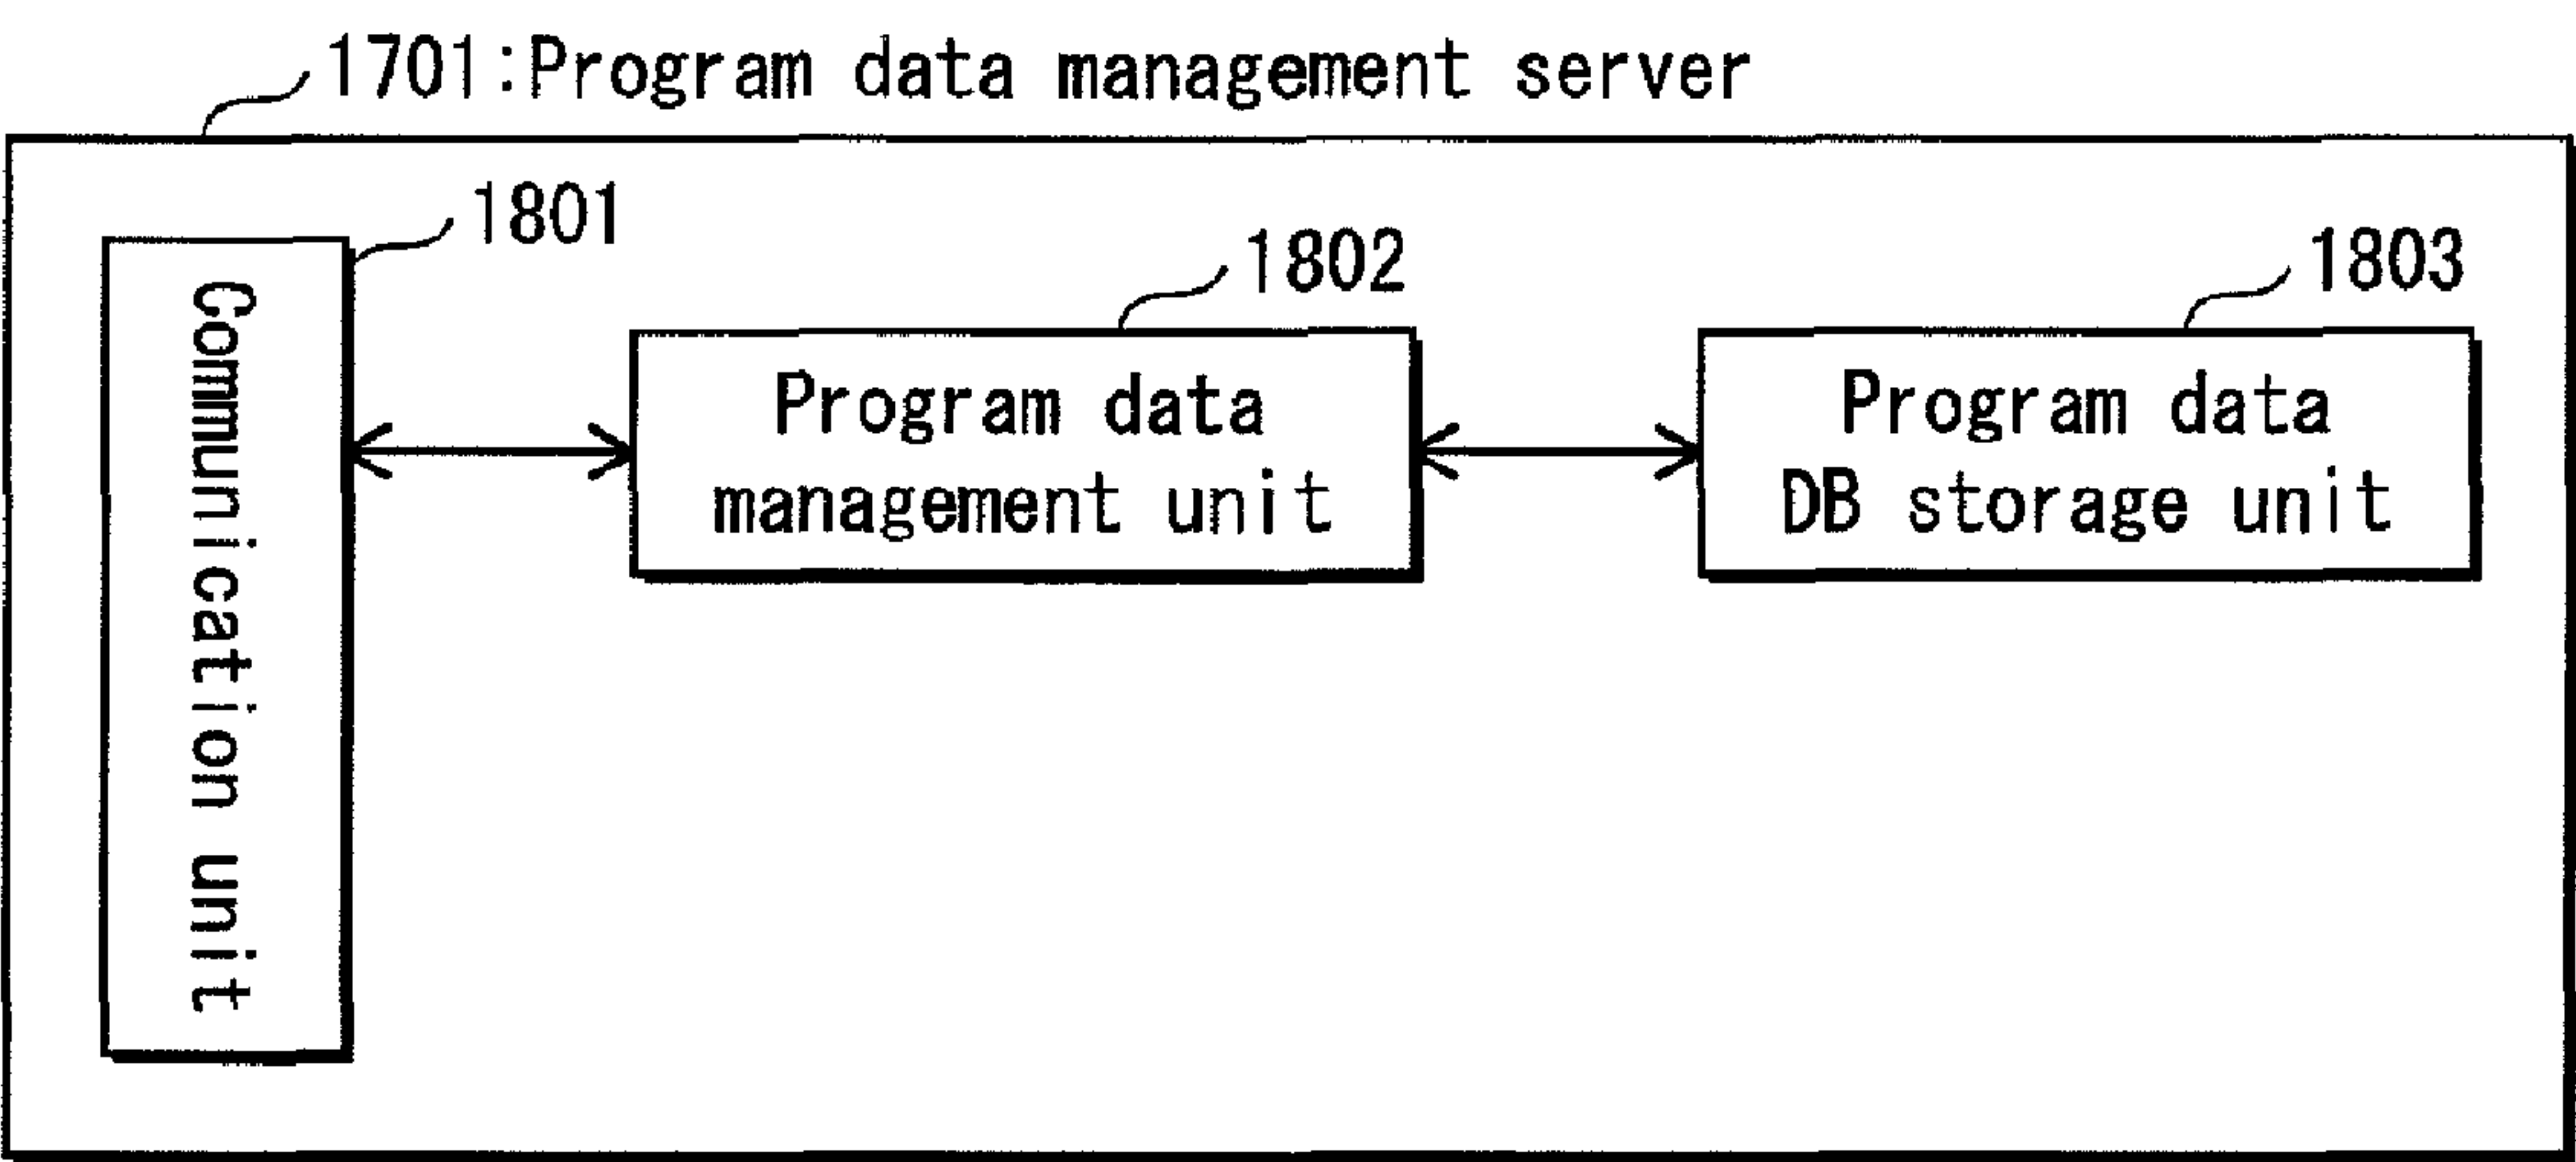 1701:Program data management server
1801
1802
1803
Communication unit
Program data
management unit
Program data
DB storage unit